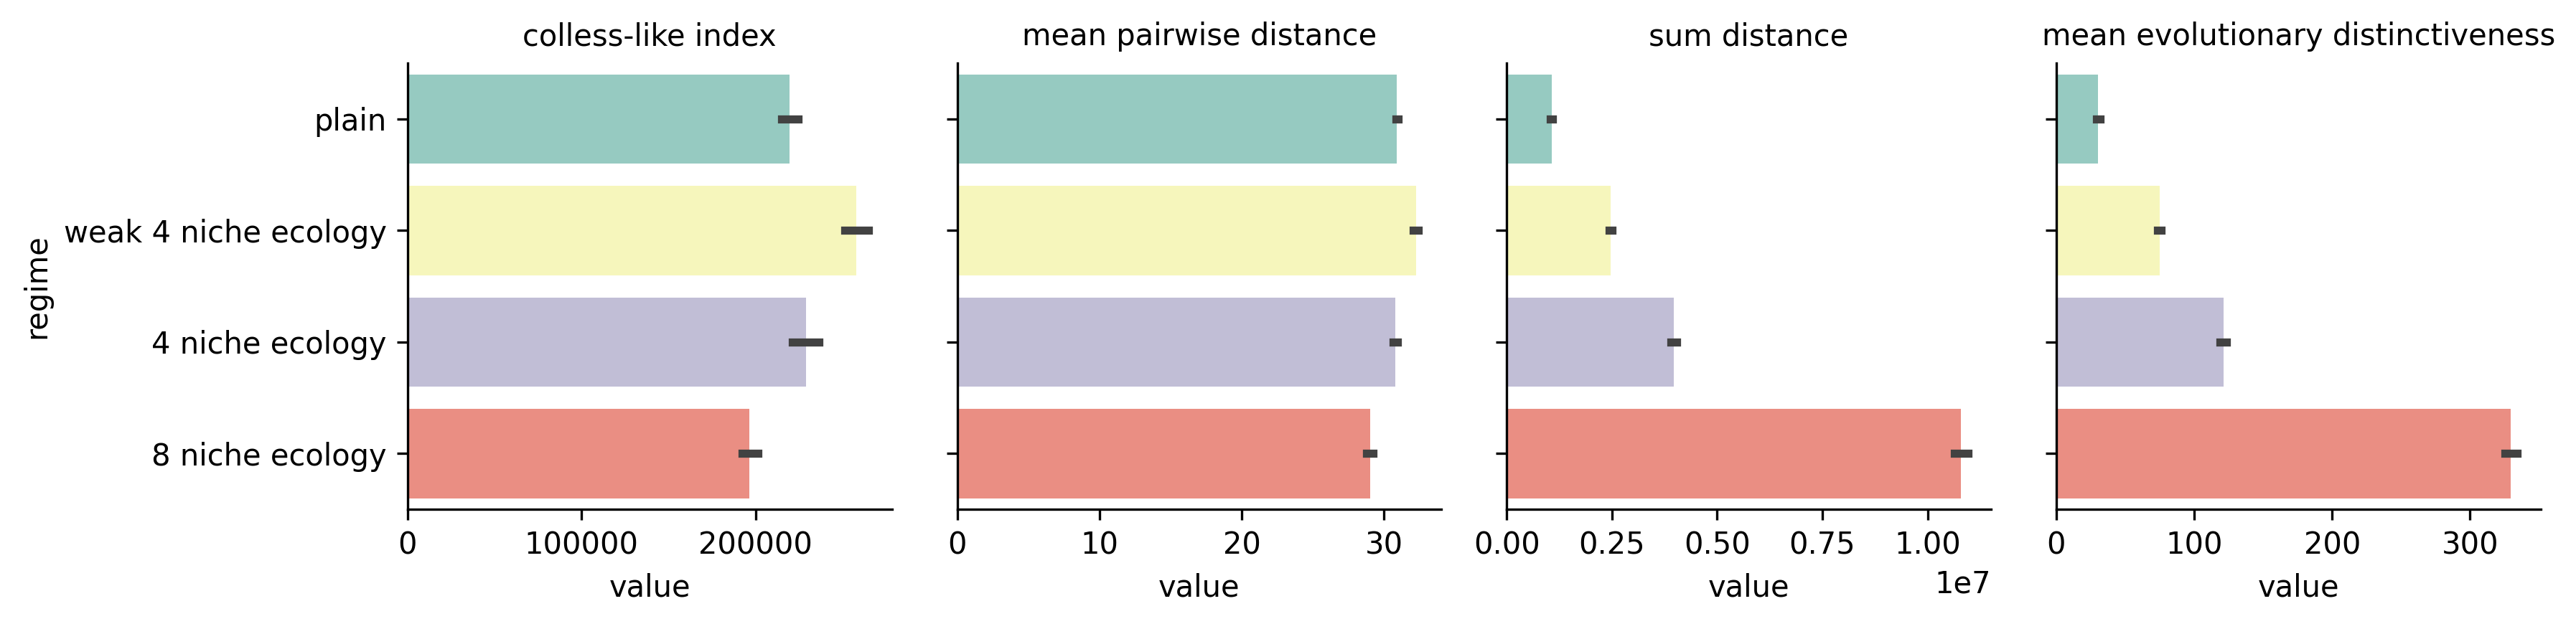 colless-like index
mean pairwise distance
sum distance
mean evolutionary distinctiveness
regime
plain
weak 4 niche ecology
4 niche ecology
8 niche ecology
0 100000 200000
value
0 10 20 30
value
0.00 0.25 0.50 0.75 1.00
1e7
value
0 100 200 300
value